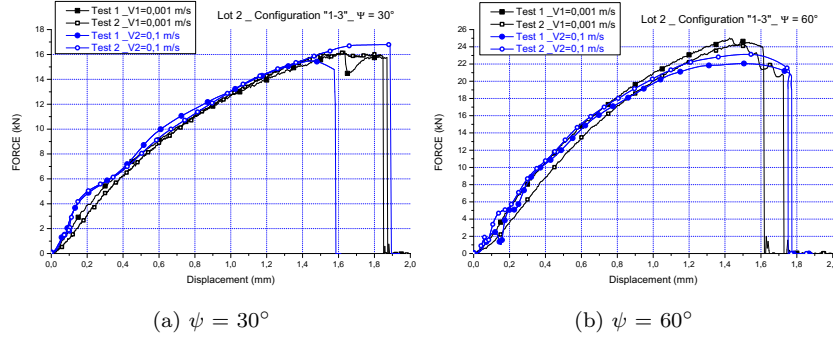 Test 1 _V1=0,001 m/s
Test 2 _V1=0,001 m/s
Test 1 _V2=0,1 m/s
Test 2 _V2=0,1 m/s
Lot 2 _ Configuration "1-3"_ Ψ = 30°
18
16
14
12
10
8
6
4
2
0
FORCE (kN)
0,0 0,2 0,4 0,6 0,8 1,0 1,2 1,4 1,6 1,8 2,0
Displacement (mm)
(a) ψ = 30°
Test 1 _V1=0,001 m/s
Test 2 _V1=0,001 m/s
Test 1 _V2=0,1 m/s
Test 2 _V2=0,1 m/s
Lot 2 _ Configuration "1-3"_ Ψ = 60°
26
24
22
20
18
16
14
12
10
8
6
4
2
0
FORCE (kN)
0,0 0,2 0,4 0,6 0,8 1,0 1,2 1,4 1,6 1,8 2,0
Displacement (mm)
(b) ψ = 60°